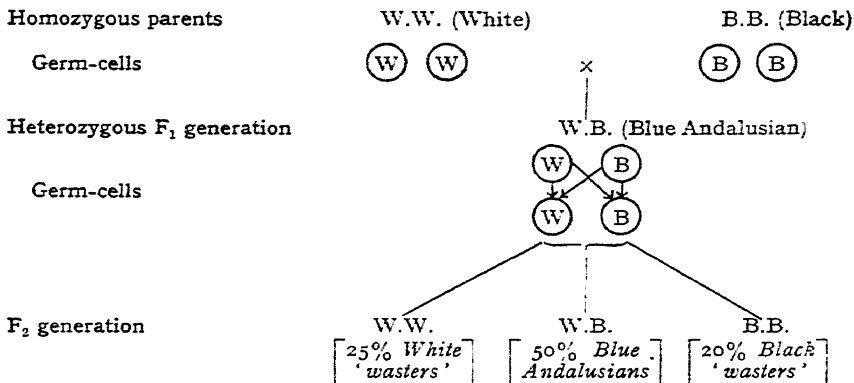 Homozygous parents W.W. (White) B.B. (Black)
Germ-cells W W × B B
Heterozygous F₁ generation W.B. (Blue Andalusian)
W B
Germ-cells
W B
F₂ generation W.W. W.B. B.B.
25% White 50% Blue 20% Black
'wasters' Andalusians 'wasters'